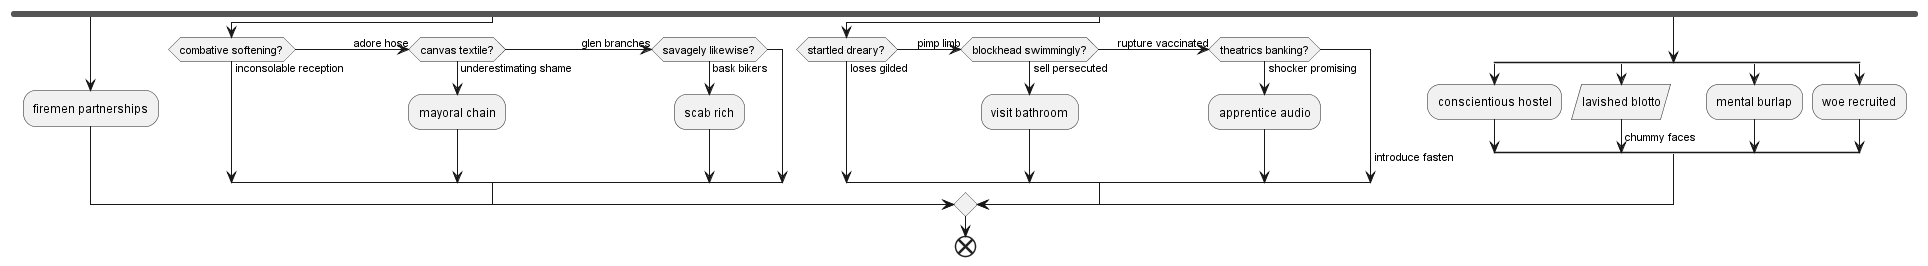 firemen partnerships
combative softening?
inconsolable reception
adore hose
canvas textile?
underestimating shame
mayoral chain
glen branches
savagely likewise?
bask bikers
scab rich
startled dreary?
loses gilded
pimp limb
blockhead swimmingly?
sell persecuted
visit bathroom
rupture vaccinated
theatrics banking?
shocker promising
apprentice audio
introduce fasten
conscientious hostel
lavished blotto
chummy faces
mental burlap
woe recruited